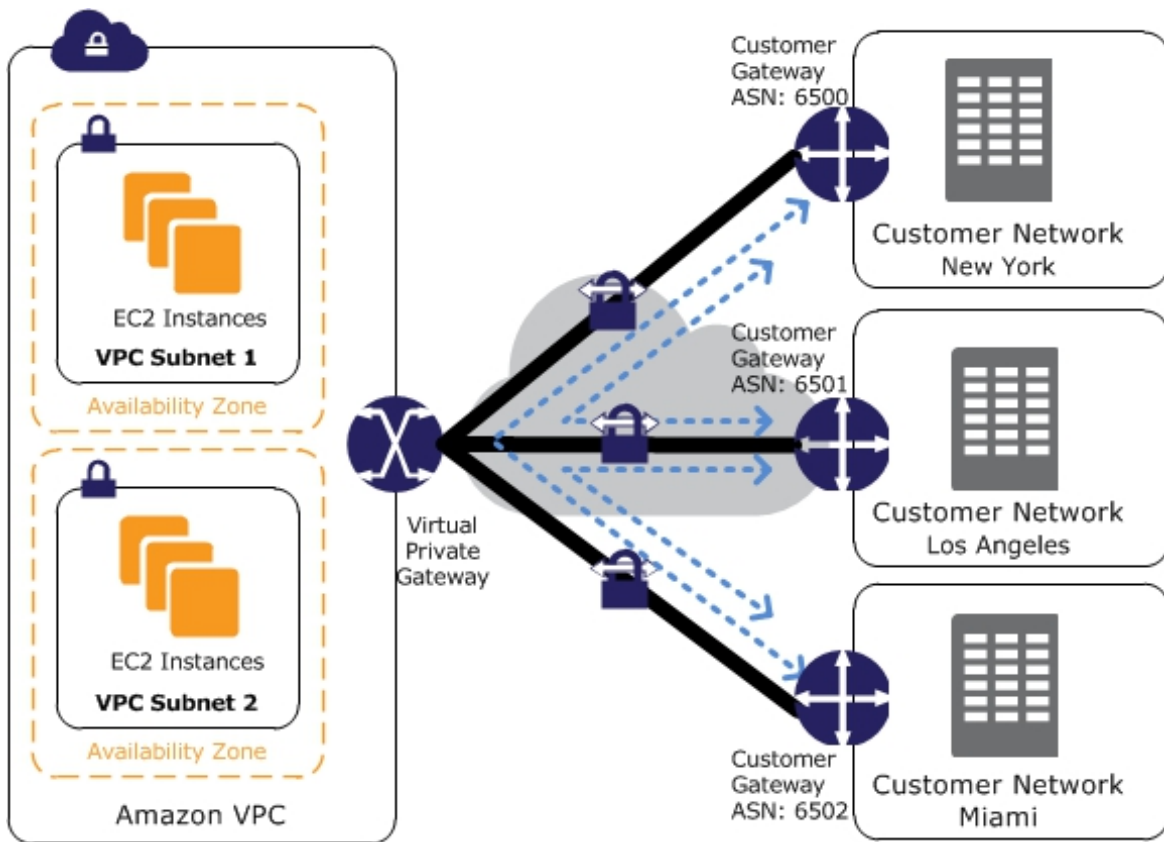 EC2 Instances
VPC Subnet 1
Availability Zone
EC2 Instances
VPC Subnet 2
Availability Zone
Amazon VPC
Virtual
Private
Gateway
Customer
Gateway
ASN: 6500
Customer Network
New York
Customer
Gateway
ASN: 6501
Customer Network
Los Angeles
Customer
Gateway
ASN: 6502
Customer Network
Miami